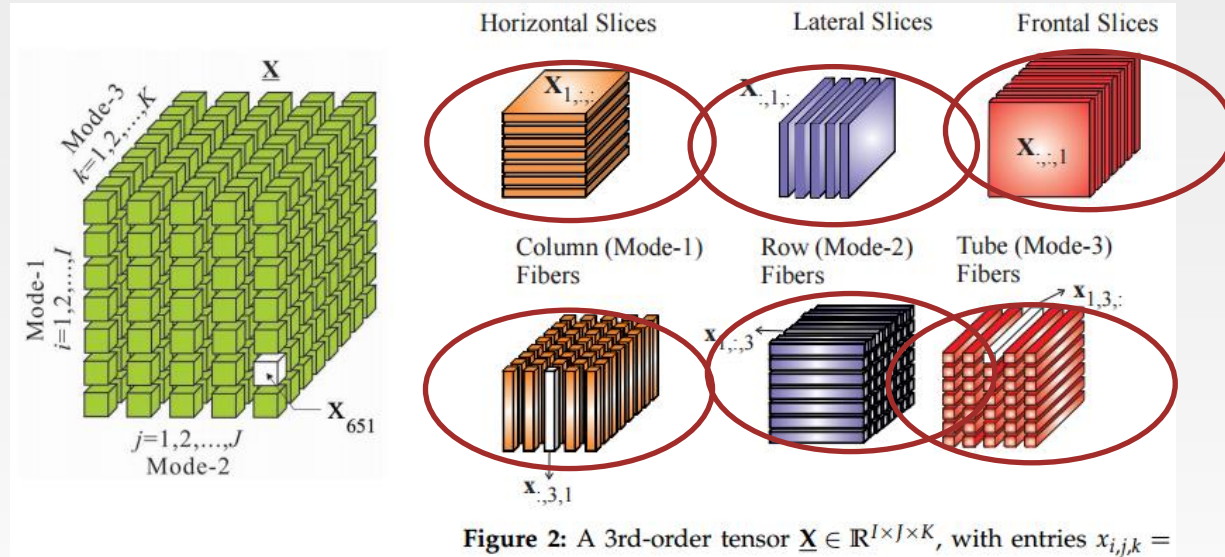 Horizontal Slices
Lateral Slices
Frontal Slices
X
Mode-3
k=1,2,...,K
Mode-1
i=1,2,...,I
X651
j=1,2,...,J
Mode-2
X1,:,:
X:,1,:
X:,:,1
Column (Mode-1)
Fibers
Row (Mode-2)
Fibers
Tube (Mode-3)
Fibers
x:,3,1
x1,:,3
x1,3,:
Figure 2: A 3rd-order tensor X ∈ ℝ^{I×J×K}, with entries x_{i,j,k} =